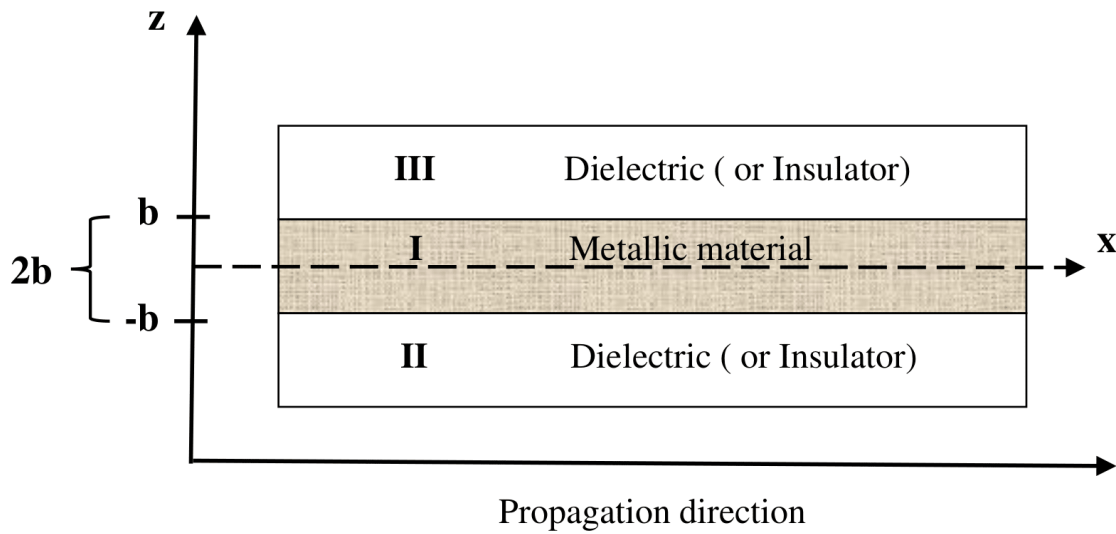 z
III Dielectric ( or Insulator)
b
I Metallic material
x
2b
-b
II Dielectric ( or Insulator)
Propagation direction